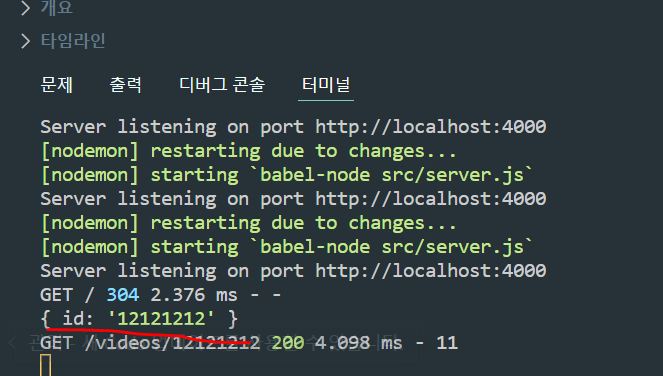 개요
타임라인
문제 출력 디버그 콘솔 터미널
Server listening on port http://localhost:4000
[nodemon] restarting due to changes...
[nodemon] starting `babel-node src/server.js`
Server listening on port http://localhost:4000
[nodemon] restarting due to changes...
[nodemon] starting `babel-node src/server.js`
Server listening on port http://localhost:4000
GET / 304 2.376 ms - -
{ id: '12121212' }
GET /videos/12121212 200 4.098 ms - 11